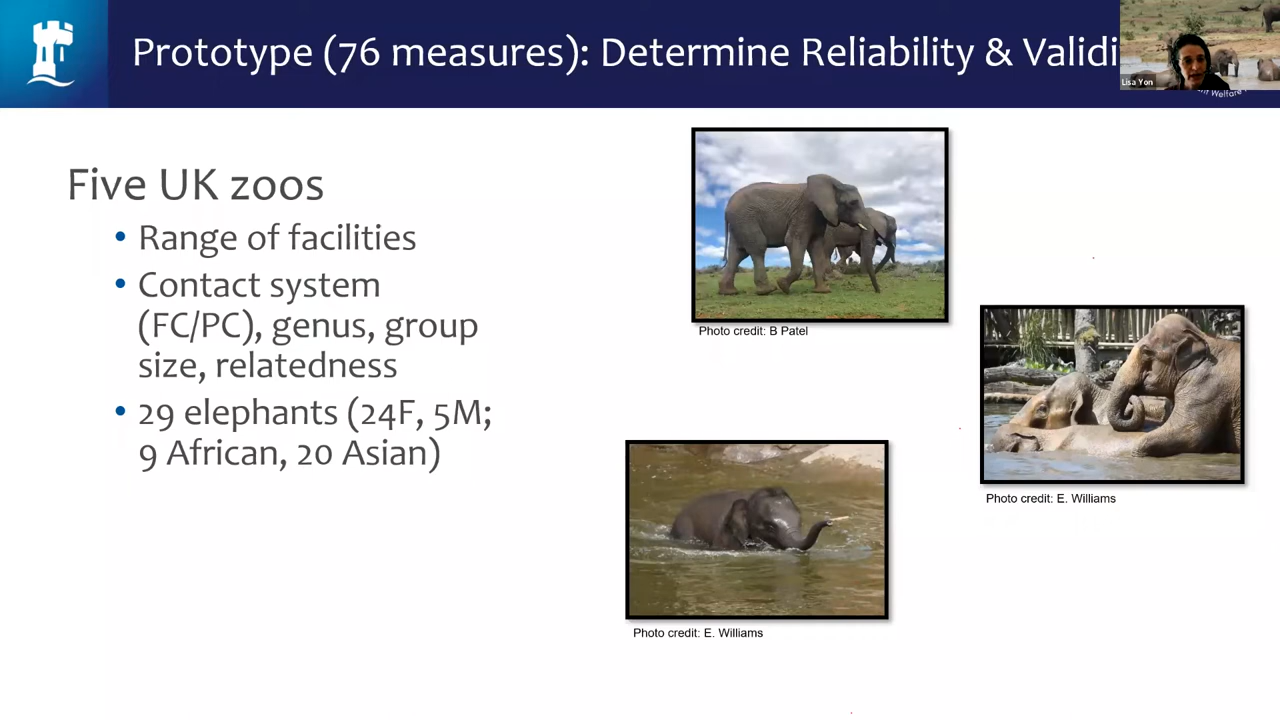 Prototype (76 measures): Determine Reliability & Validi
Lisa Yon
Welfare
Five UK zoos
• Range of facilities
• Contact system
(FC/PC), genus, group
size, relatedness
• 29 elephants (24F, 5M;
9 African, 20 Asian)
Photo credit: B Patel
Photo credit: E. Williams
Photo credit: E. Williams